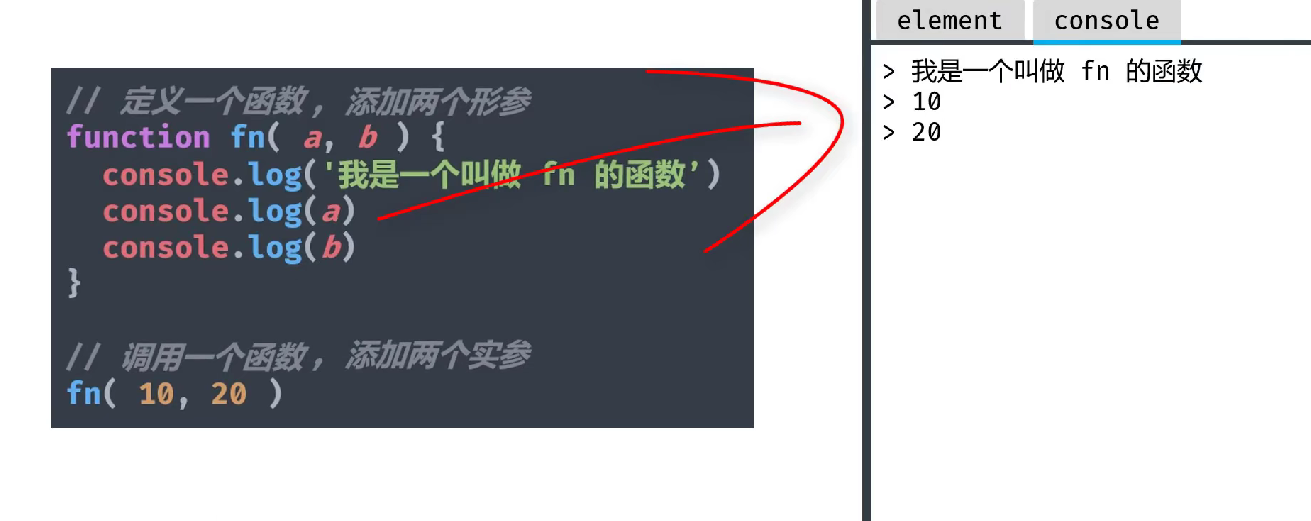 // 定义一个函数，添加两个形参
function fn( a, b ) {
  console.log('我是一个叫做 fn 的函数’)
  console.log(a)
  console.log(b)
}
// 调用一个函数，添加两个实参
fn( 10, 20 )
element console
> 我是一个叫做 fn 的函数
> 10
> 20